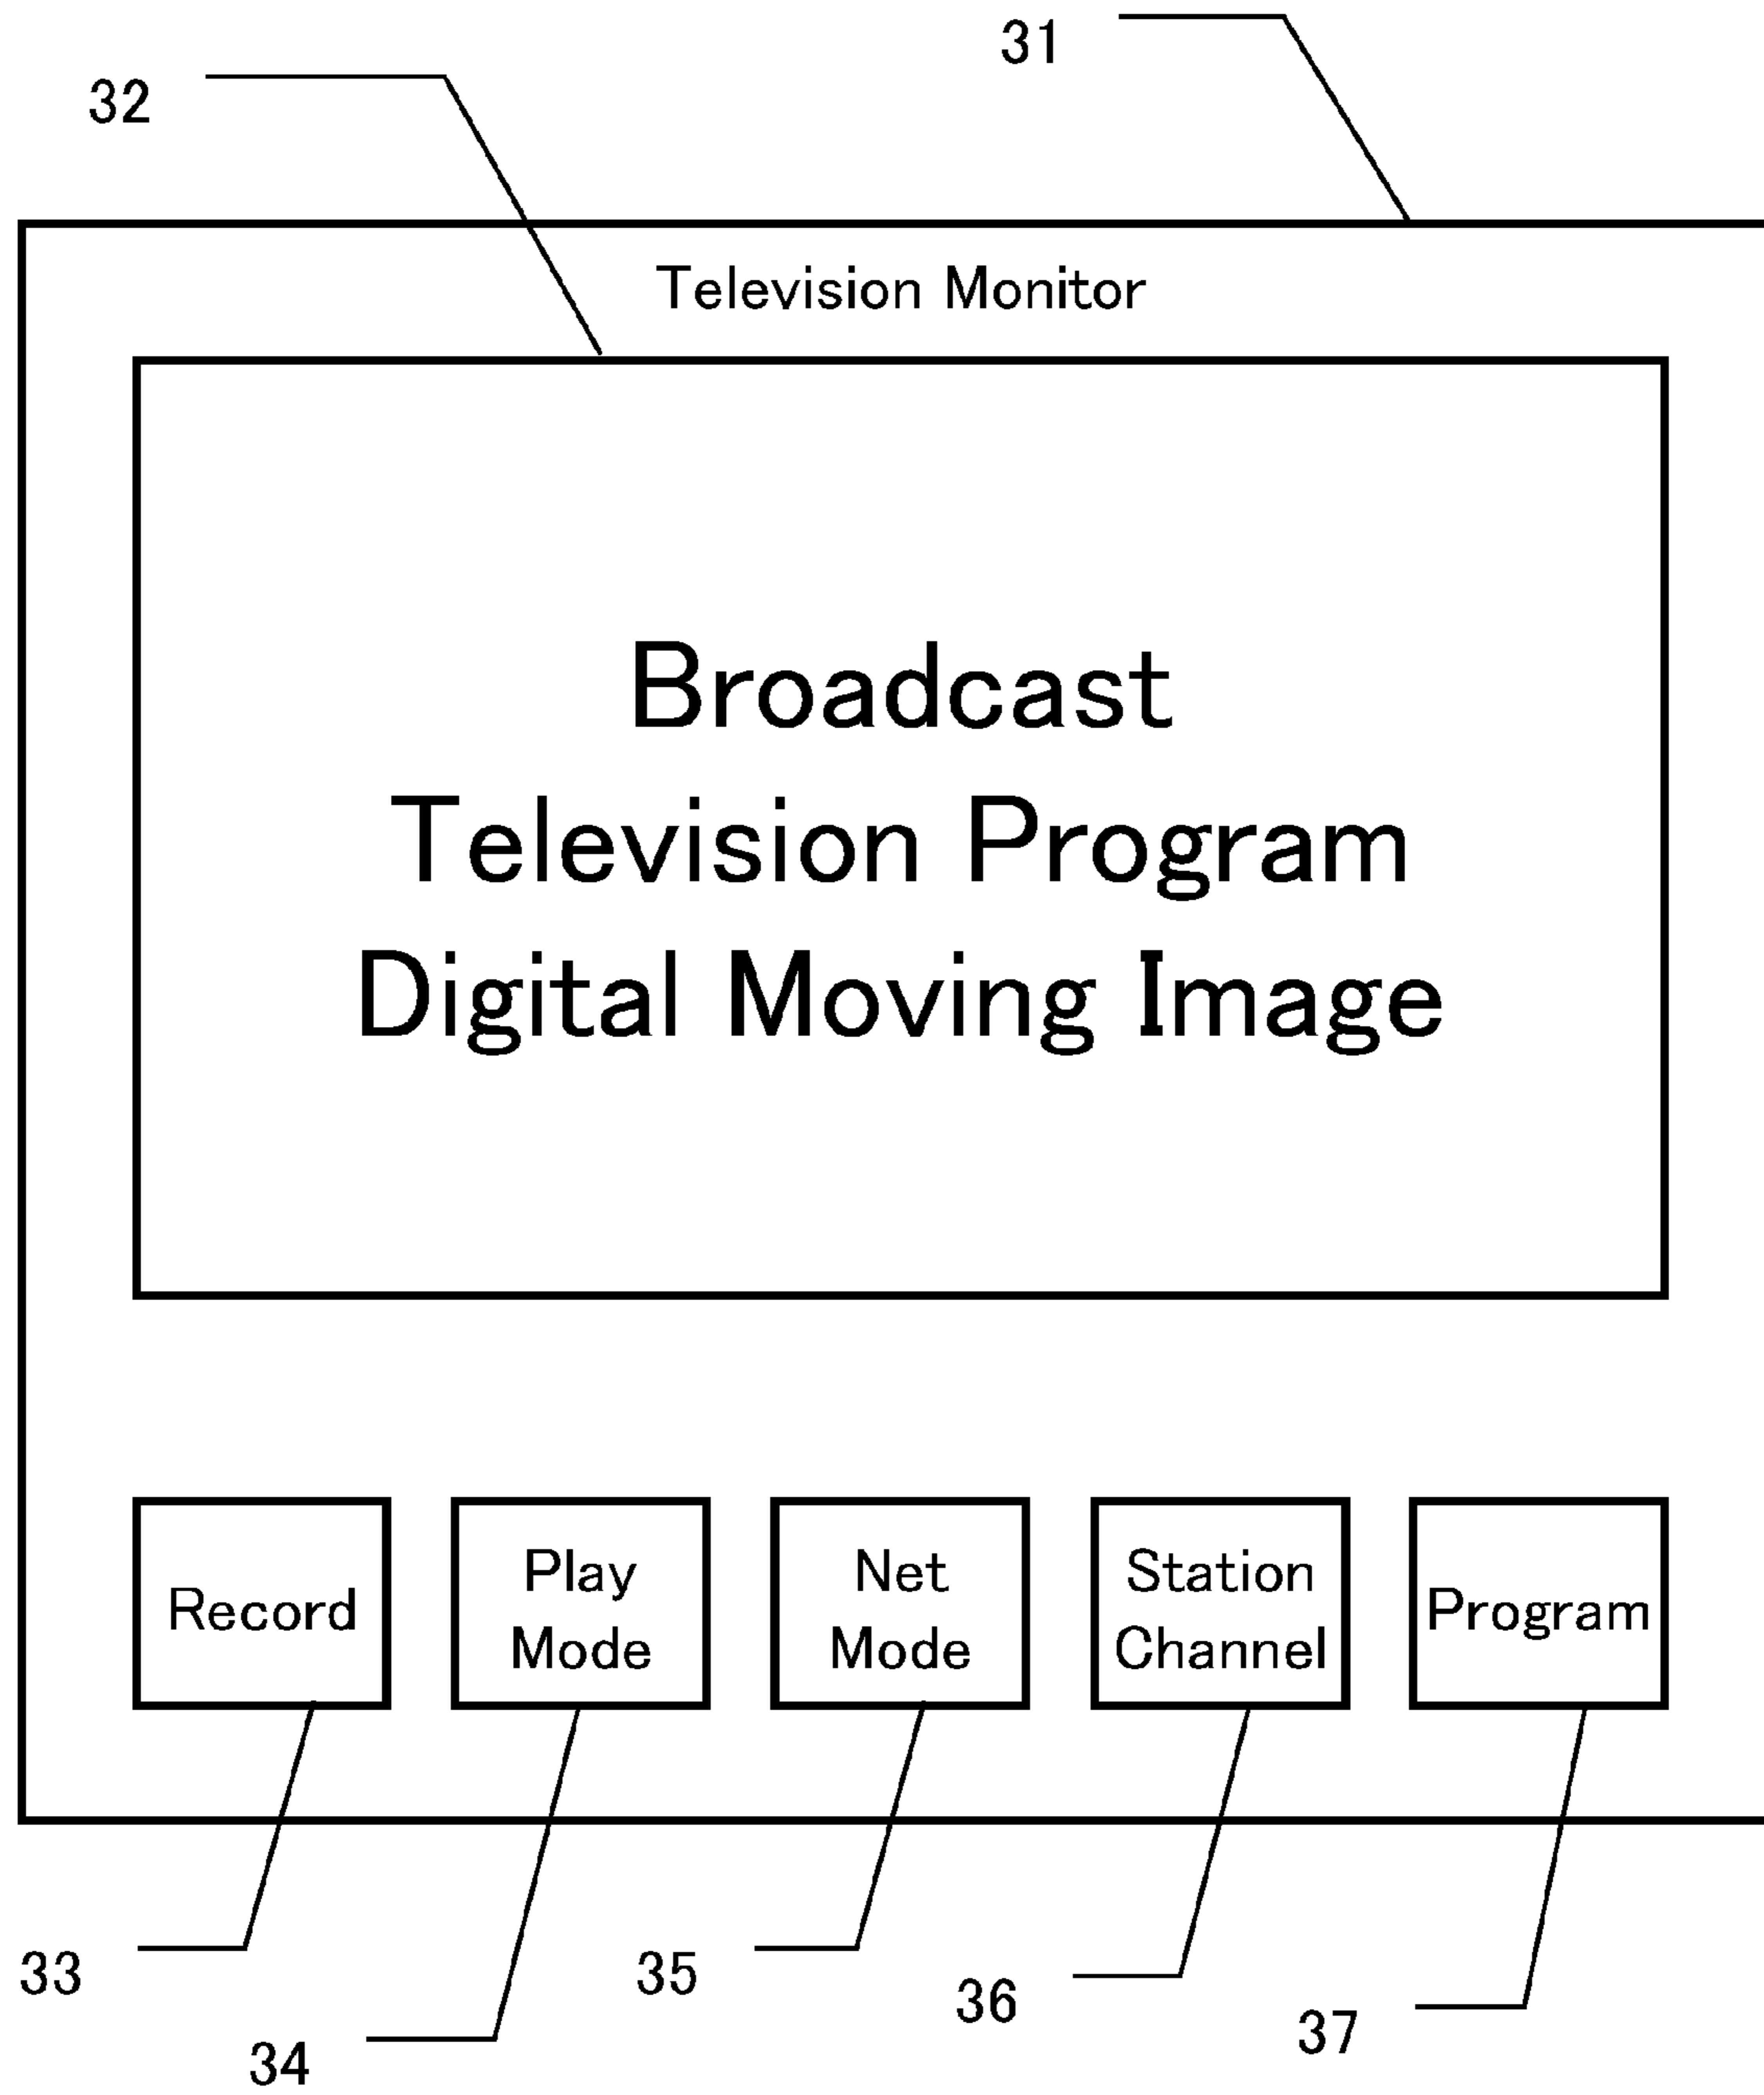 31
32
Television Monitor
Broadcast
Television Program
Digital Moving Image
Record
Play
Mode
Net
Mode
Station
Channel
Program
33
35
36
37
34